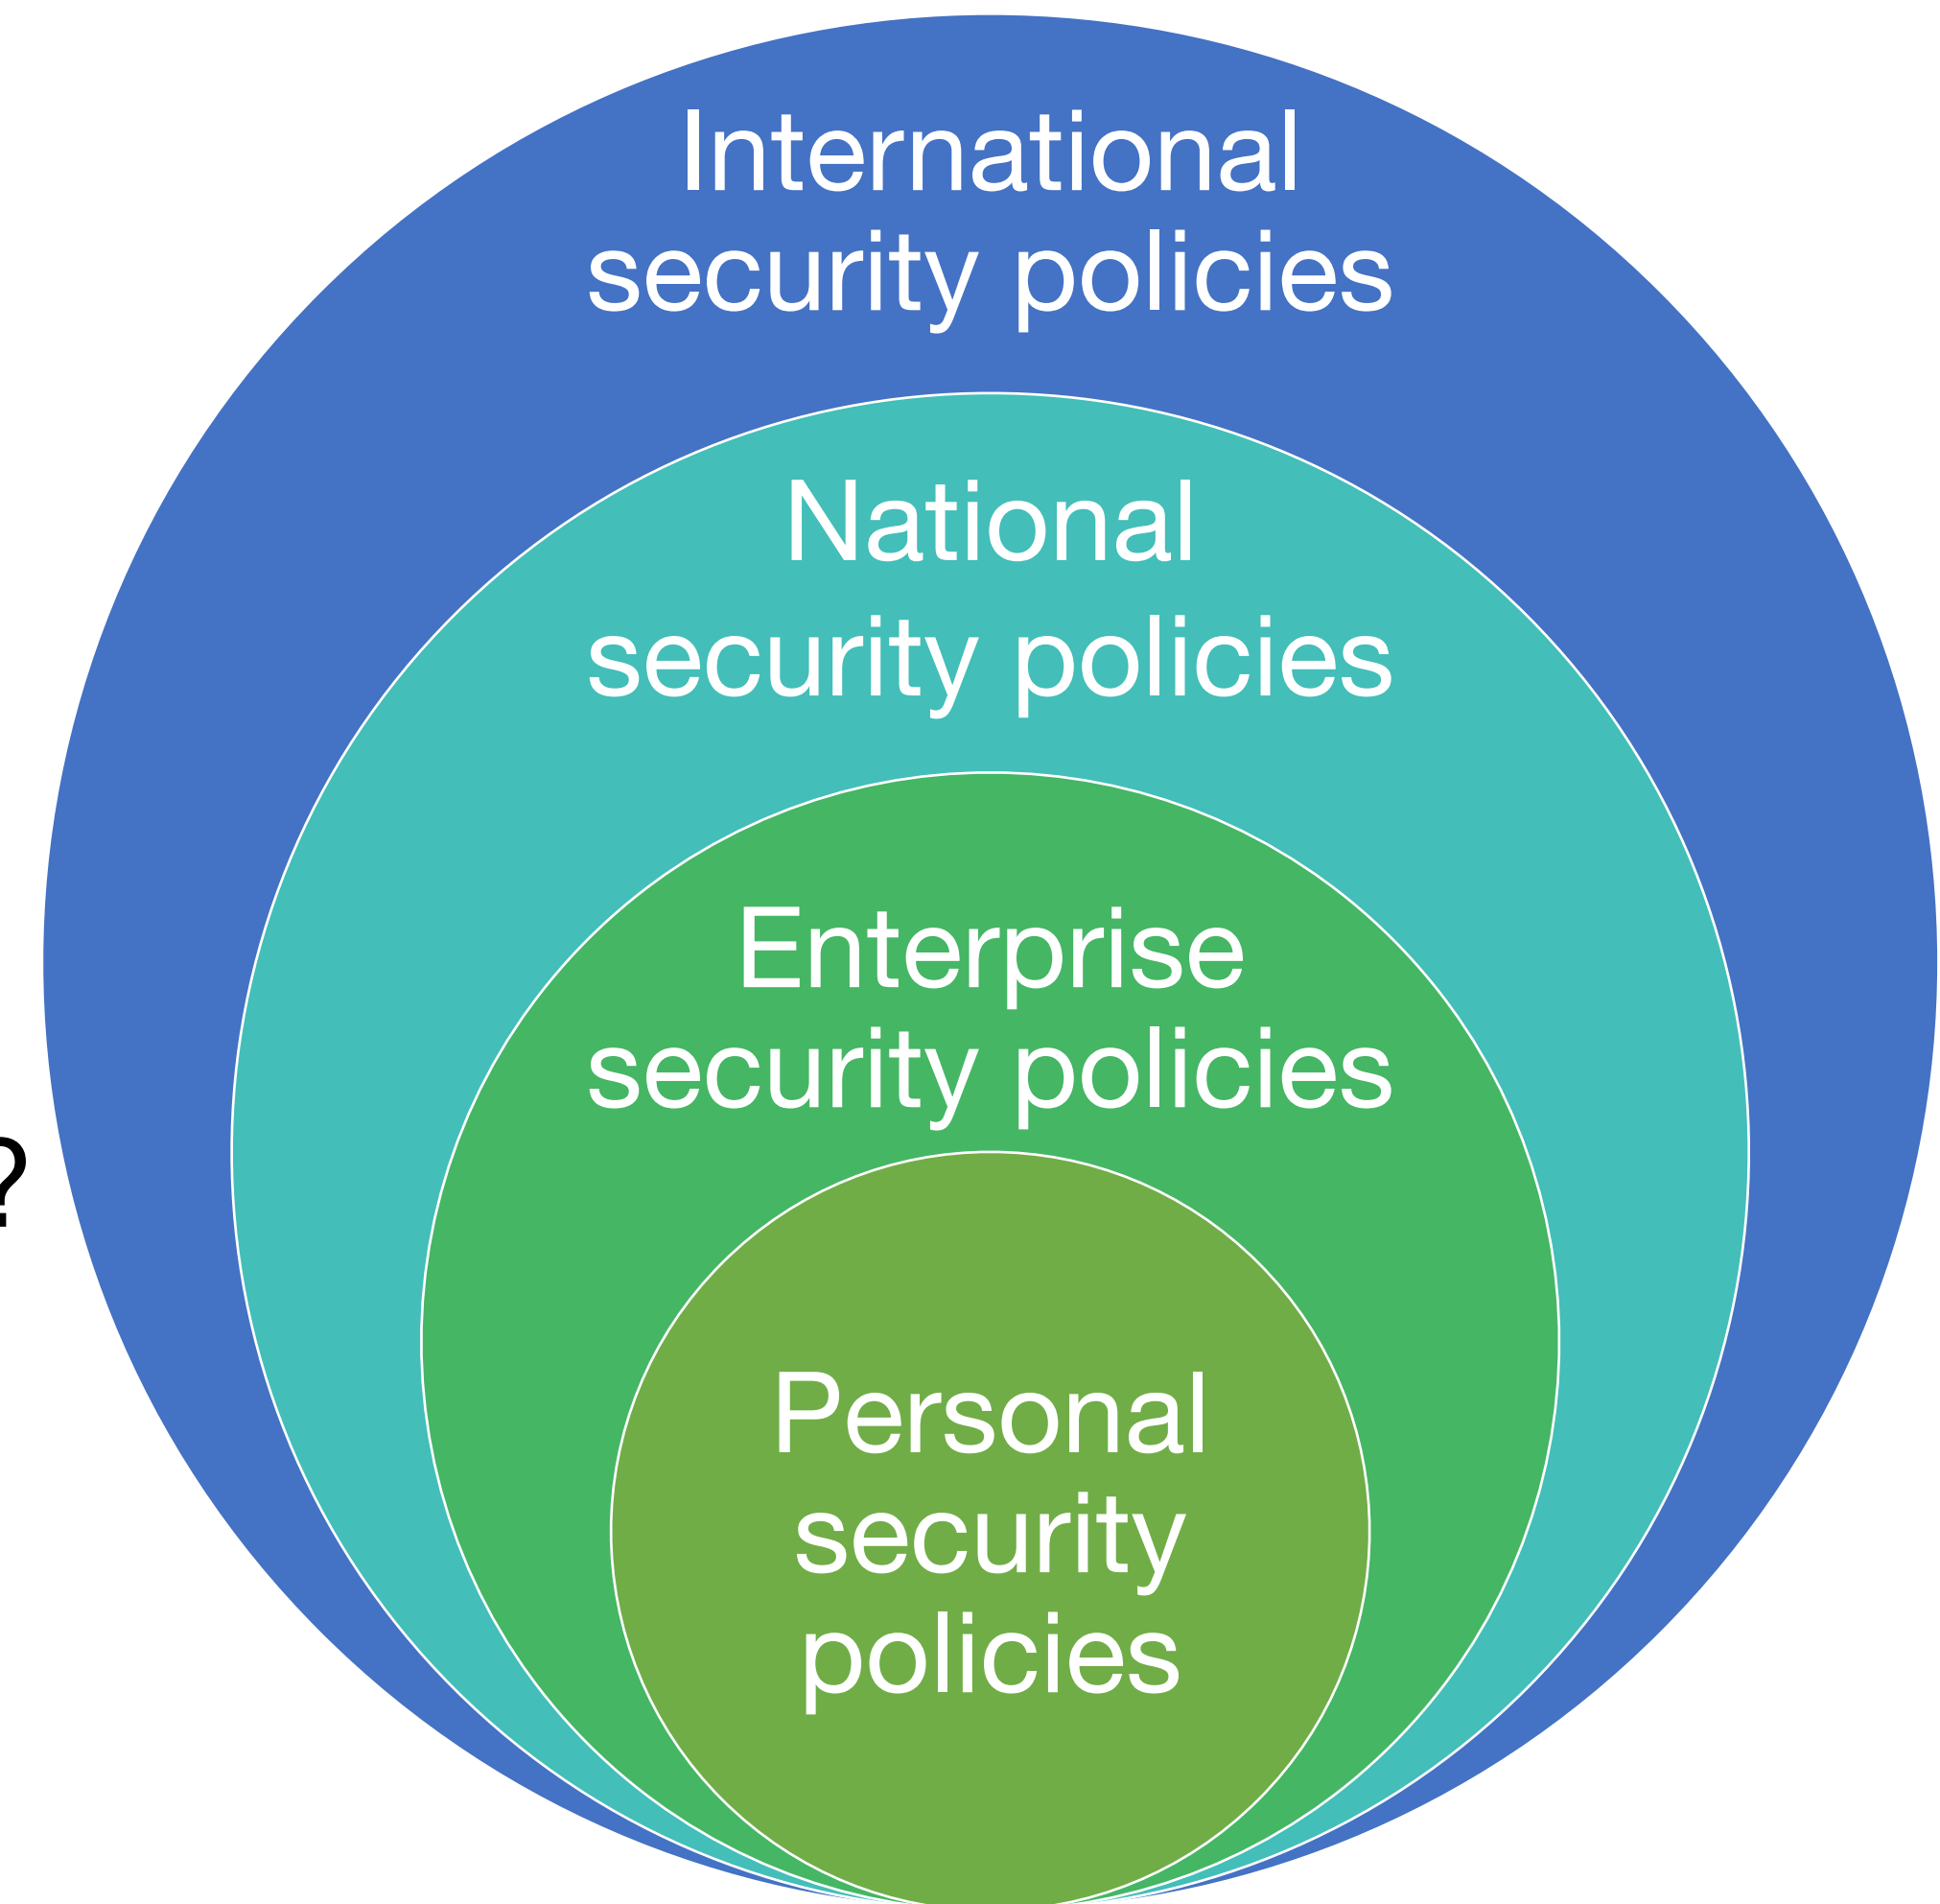 International
security policies
National
security policies
Enterprise
security policies
?
Personal
security
policies